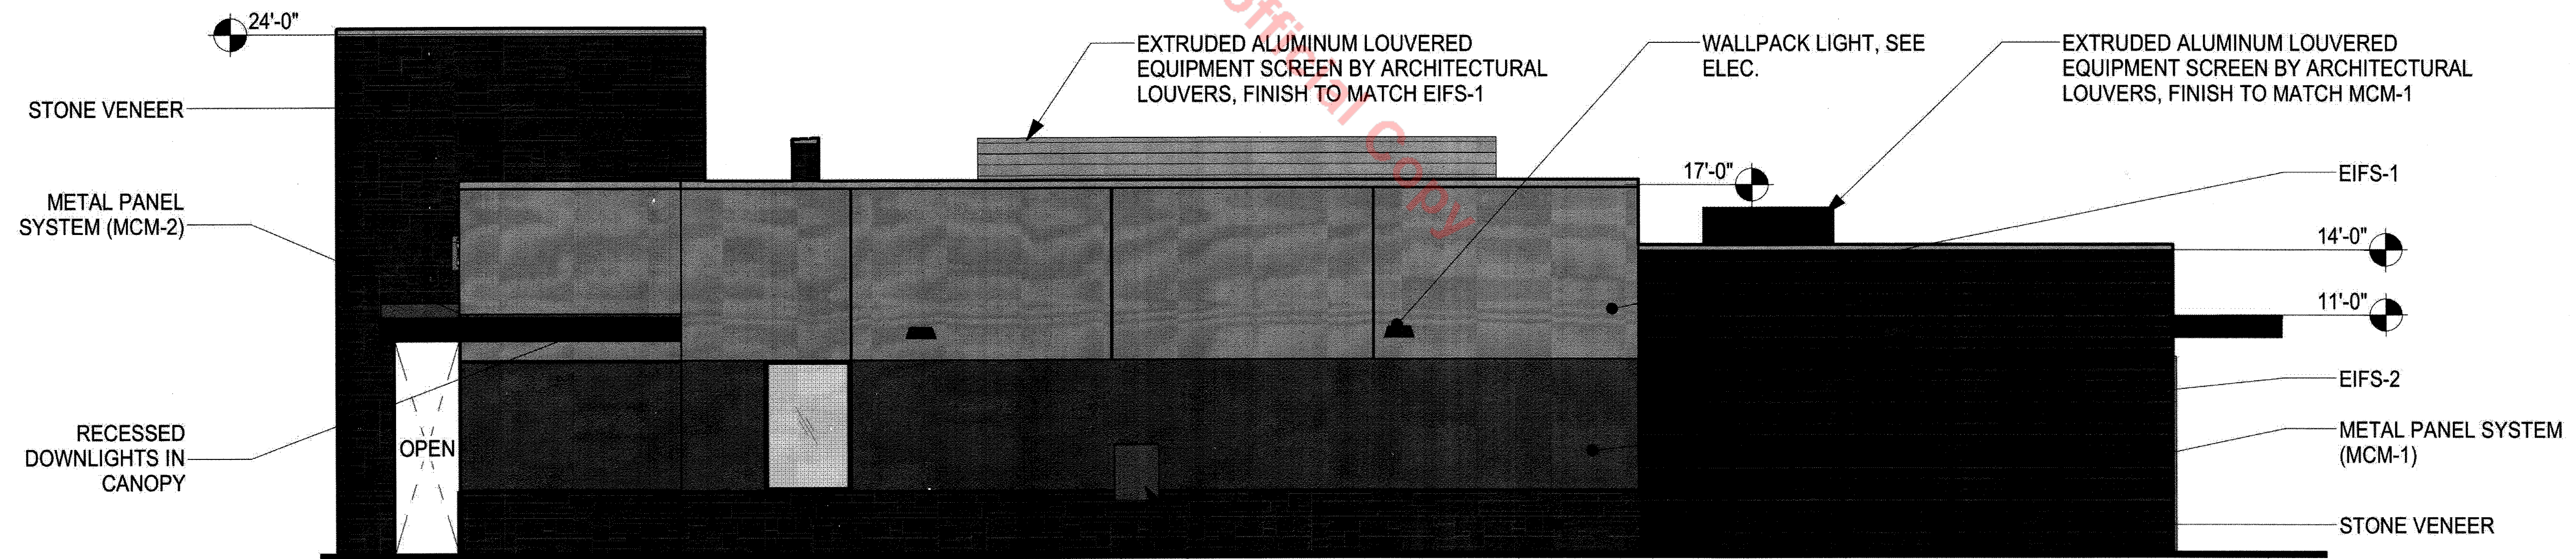 24'-0"
STONE VENEER
METAL PANEL
SYSTEM (MCM-2)
RECESSED
DOWNLIGHTS IN
CANOPY
OPEN
EXTRUDED ALUMINUM LOUVERED
EQUIPMENT SCREEN BY ARCHITECTURAL
LOUVERS, FINISH TO MATCH EIFS-1
official Copy
WALLPACK LIGHT, SEE
ELEC.
EXTRUDED ALUMINUM LOUVERED
EQUIPMENT SCREEN BY ARCHITECTURAL
LOUVERS, FINISH TO MATCH MCM-1
17'-0"
EIFS-1
14'-0"
11'-0"
EIFS-2
METAL PANEL SYSTEM
(MCM-1)
STONE VENEER